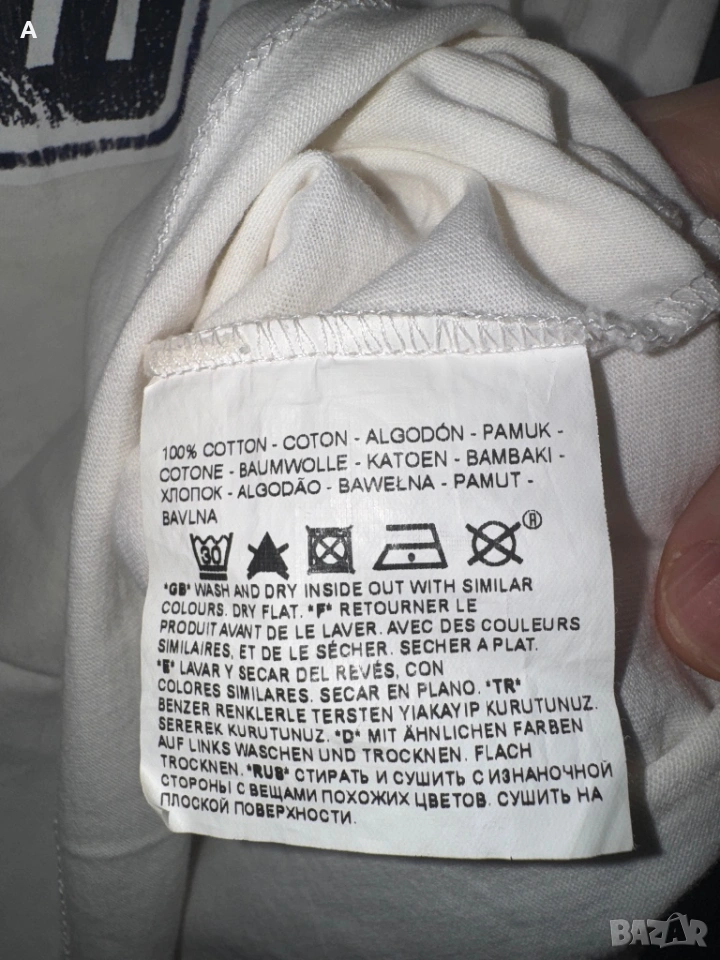 A
100% COTTON - COTON - ALGODÓN - PAMUK -
COTONE - BAUMWOLLE - KATOEN - BAMBAKI -
ХЛОПОК - ALGODÃO - BAWEŁNA - PAMUT -
BAVLNA
30
®
*GB* WASH AND DRY INSIDE OUT WITH SIMILAR
COLOURS. DRY FLAT. *F* RETOURNER LE
PRODUIT AVANT DE LE LAVER. AVEC DES COULEURS
SIMILAIRES, ET DE LE SÉCHER. SECHER A PLAT.
*E* LAVAR Y SECAR DEL REVÉS, CON
COLORES SIMILARES. SECAR EN PLANO. *TR*
BENZER RENKLERLE TERSTEN YIAKAYIP KURUTUNUZ.
SEREREK KURUTUNUZ. *D* MIT ÄHNLICHEN FARBEN
AUF LINKS WASCHEN UND TROCKNEN. FLACH
TROCKNEN. *RUS* СТИРАТЬ И СУШИТЬ С ИЗНАНОЧНОЙ
СТОРОНЫ С ВЕЩАМИ ПОХОЖИХ ЦВЕТОВ. СУШИТЬ НА
ПЛОСКОЙ ПОВЕРХНОСТИ.
BAZAR